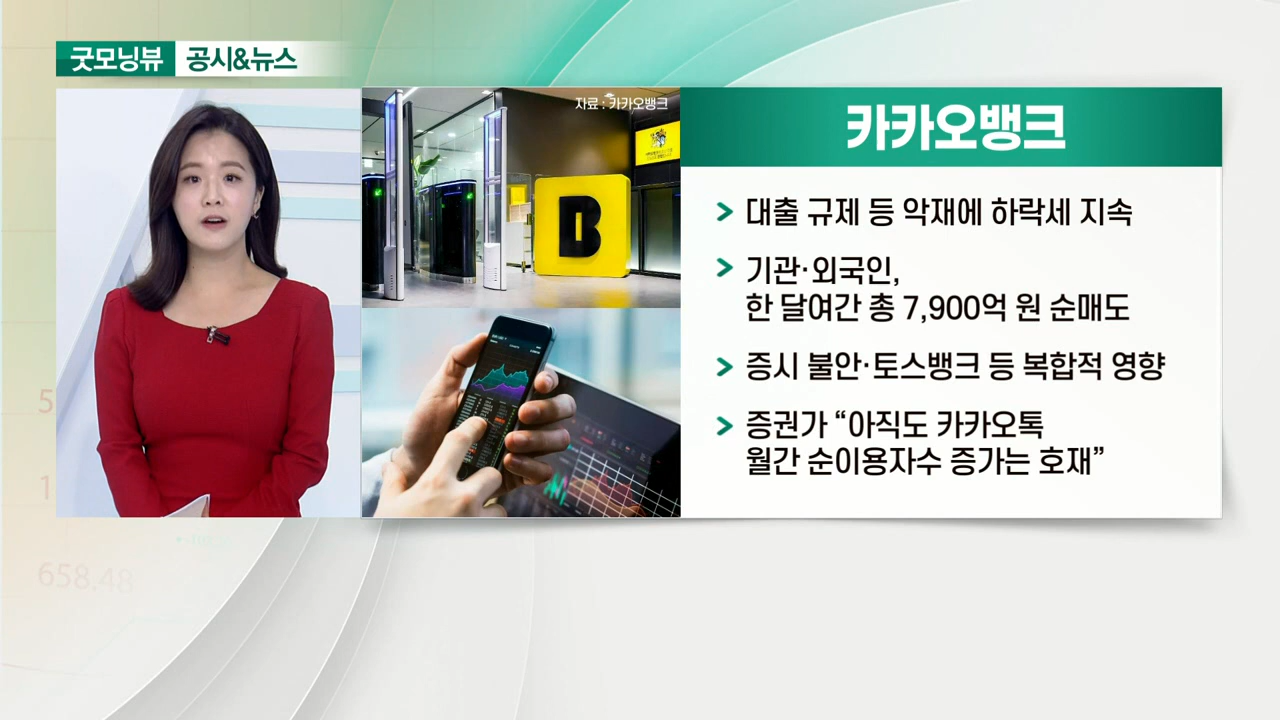 굿모닝뷰 공시&뉴스
자료 : 카카오뱅크
B
카카오뱅크
대출 규제 등 악재에 하락세 지속
기관·외국인,
한 달여간 총 7,900억 원 순매도
증시 불안·토스뱅크 등 복합적 영향
증권가 “아직도 카카오톡
월간 순이용자수 증가는 호재”
658.48